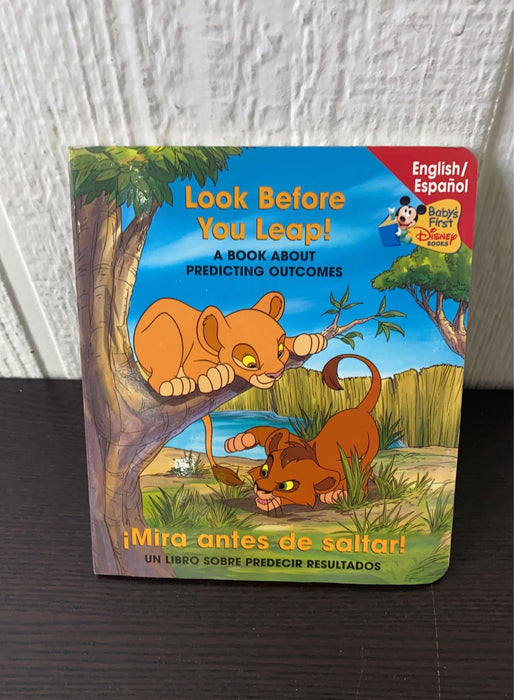 English/
Español
Baby's
First
Disney
BOOKS
Look Before
You Leap!
A BOOK ABOUT
PREDICTING OUTCOMES
¡Mira antes de saltar!
UN LIBRO SOBRE PREDECIR RESULTADOS